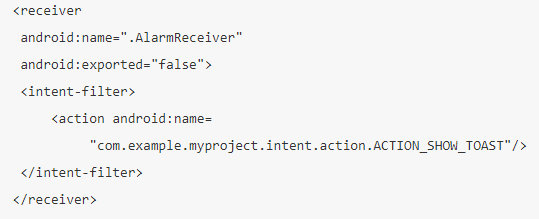 <receiver
android:name=".AlarmReceiver"
android:exported="false">
<intent-filter>
<action android:name=
"com.example.myproject.intent.action.ACTION_SHOW_TOAST"/>
</intent-filter>
</receiver>